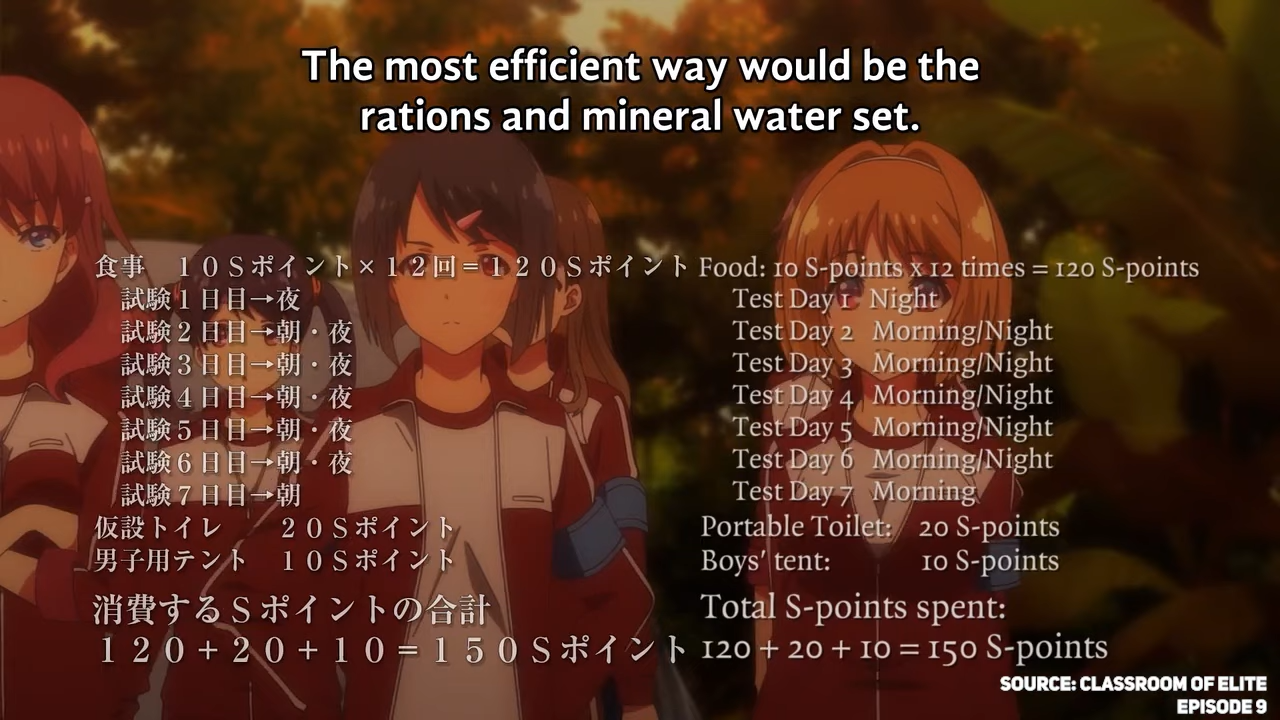 The most efficient way would be the
rations and mineral water set.
食事　１０Ｓポイント×１２回＝１２０Ｓポイント
試験１日目→夜
試験２日目→朝・夜
試験３日目→朝・夜
試験４日目→朝・夜
試験５日目→朝・夜
試験６日目→朝・夜
試験７日目→朝
仮設トイレ　　２０Ｓポイント
男子用テント　１０Ｓポイント
消費するＳポイントの合計
１２０＋２０＋１０＝１５０Ｓポイント
Food: 10 S-points x 12 times = 120 S-points
Test Day 1 Night
Test Day 2 Morning/Night
Test Day 3 Morning/Night
Test Day 4 Morning/Night
Test Day 5 Morning/Night
Test Day 6 Morning/Night
Test Day 7 Morning
Portable Toilet: 20 S-points
Boys' tent: 10 S-points
Total S-points spent:
120 + 20 + 10 = 150 S-points
SOURCE: CLASSROOM OF ELITE
EPISODE 9